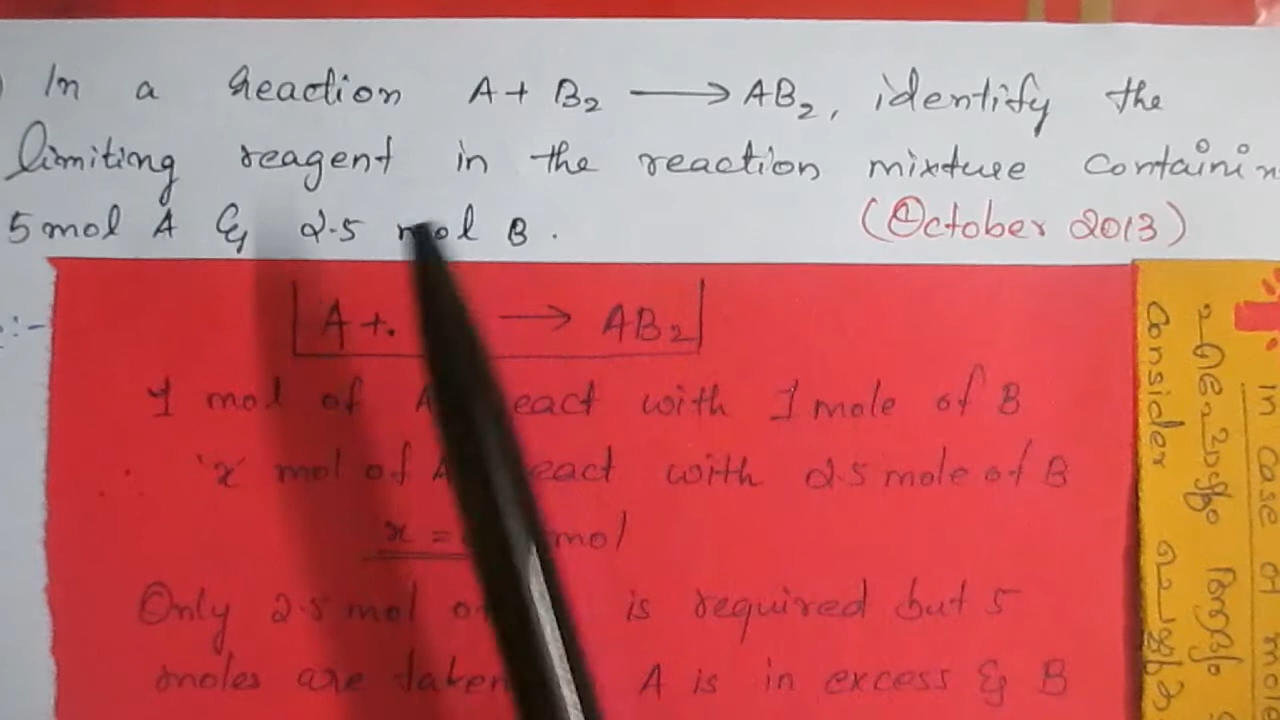 In a reaction A + B₂ ⟶ AB₂, identify the
limiting reagent in the reaction mixture containin
5 mol A & 2.5 mol B.
(October 2013)
:-
A + ⟶ AB₂
1 mol of A eact with 1 mole of B
∴ 'x' mol of A eact with 2.5 mole of B
x = mol
Only 2.5 mol o is required but 5
moles are taken A is in excess & B
in case of mole
Consider